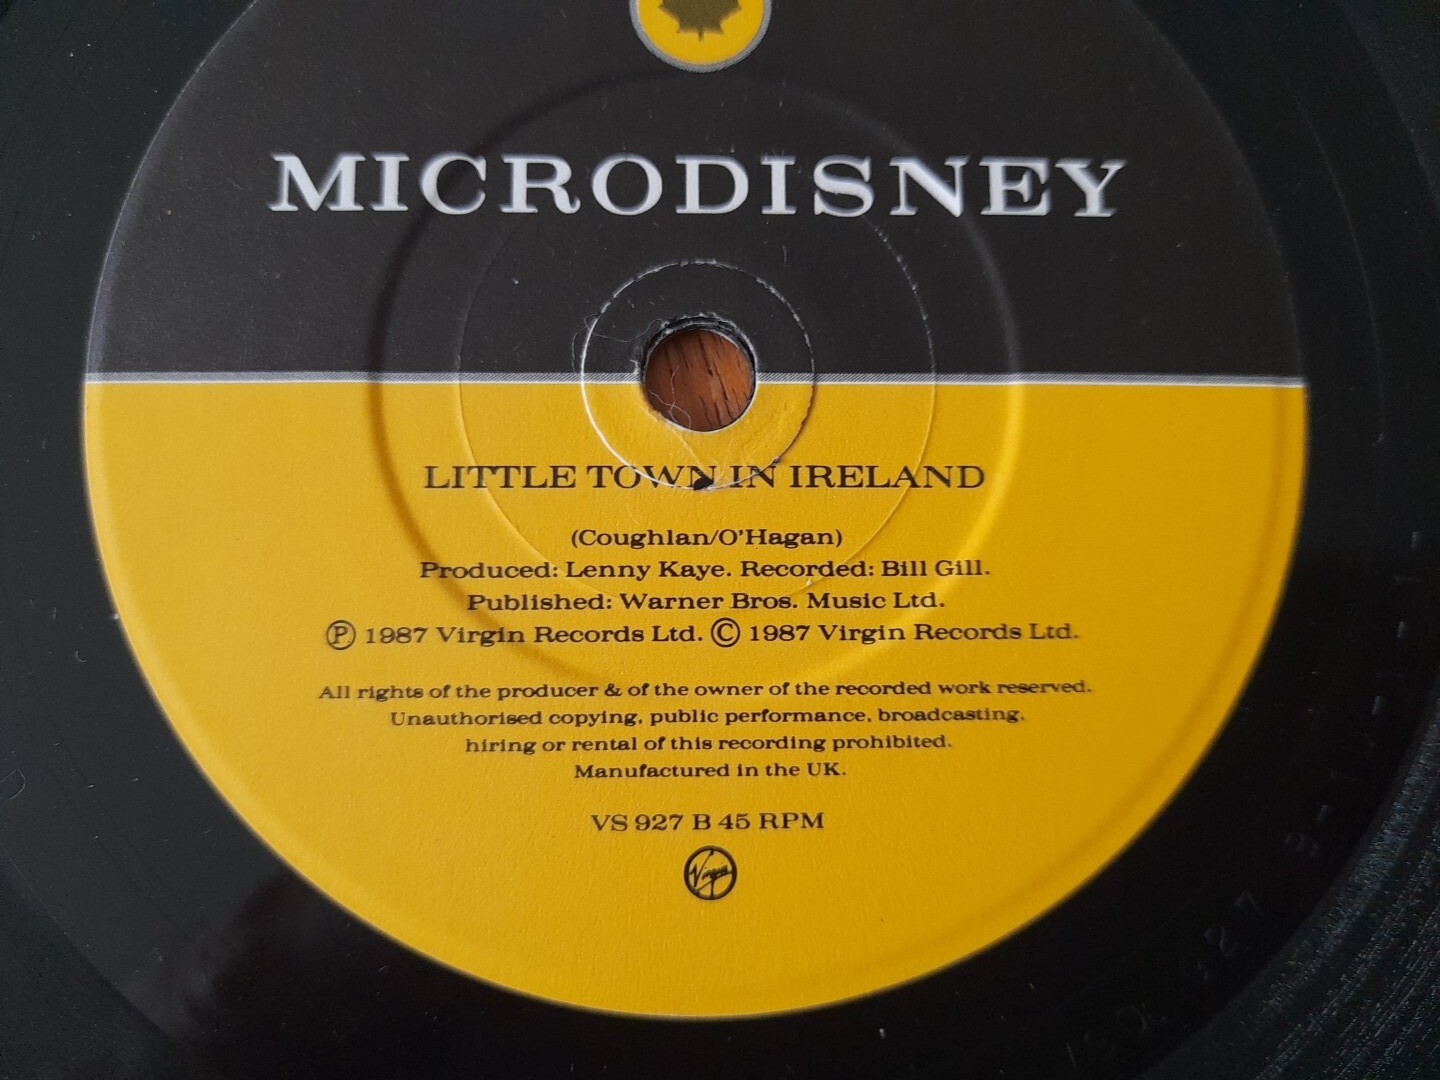 MICRODISNEY
LITTLE TOWN IN IRELAND
(Coughlan/O'Hagan)
Produced: Lenny Kaye. Recorded: Bill Gill.
Published: Warner Bros. Music Ltd.
Ⓟ 1987 Virgin Records Ltd. © 1987 Virgin Records Ltd.
All rights of the producer & of the owner of the recorded work reserved.
Unauthorised copying, public performance, broadcasting,
hiring or rental of this recording prohibited.
Manufactured in the UK.
VS 927 B 45 RPM
Virgin